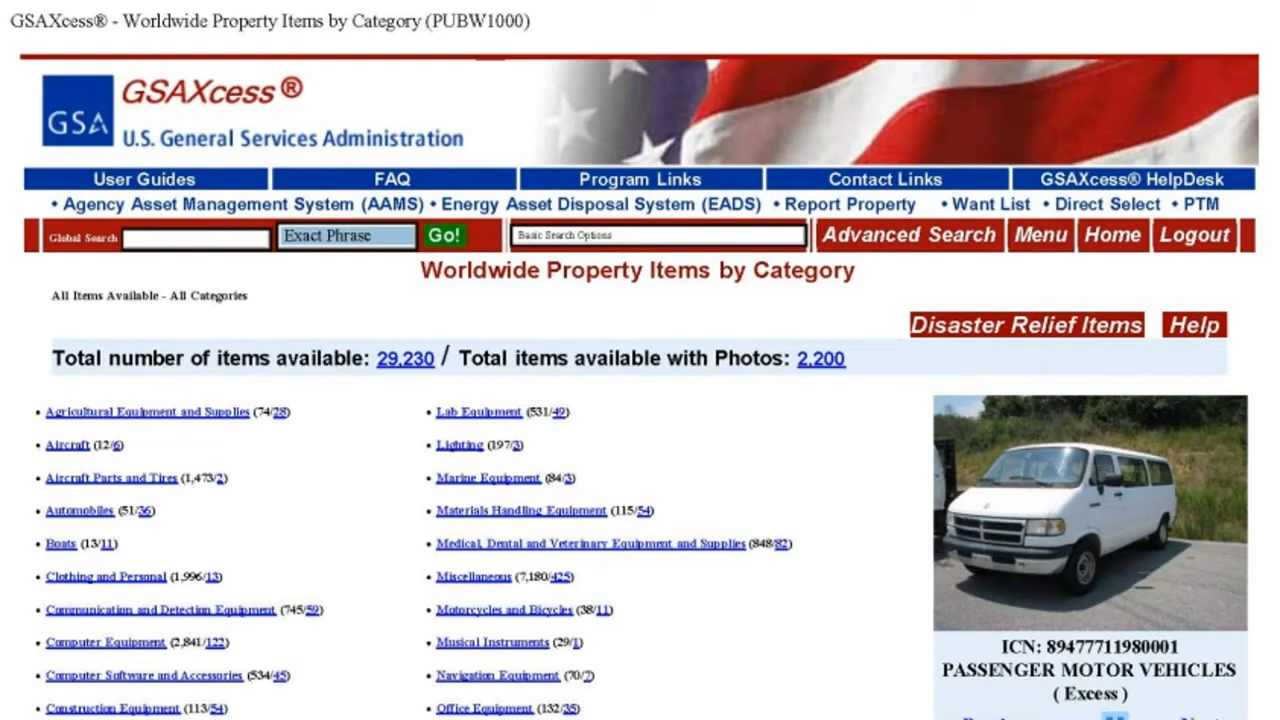 GSAXcess® - Worldwide Property Items by Category (PUBW1000)
GSAXcess ®
GSA
U.S. General Services Administration
User Guides FAQ Program Links Contact Links GSAXcess® HelpDesk
• Agency Asset Management System (AAMS) • Energy Asset Disposal System (EADS) • Report Property • Want List • Direct Select • PTM
Global Search Exact Phrase Go! Basic Search Options Advanced Search Menu Home Logout
Worldwide Property Items by Category
All Items Available - All Categories
Disaster Relief Items Help
Total number of items available: 29,230 / Total items available with Photos: 2,200
• Agricultural Equipment and Supplies (74/28)
• Aircraft (12/6)
• Aircraft Parts and Tires (1,473/2)
• Automobiles (51/36)
• Boats (13/11)
• Clothing and Personal (1,996/13)
• Communication and Detection Equipment (745/59)
• Computer Equipment (2,841/122)
• Computer Software and Accessories (534/45)
• Construction Equipment (113/54)
• Lab Equipment (531/49)
• Lighting (197/3)
• Marine Equipment (84/3)
• Materials Handling Equipment (115/54)
• Medical, Dental and Veterinary Equipment and Supplies (848/82)
• Miscellaneous (7,180/425)
• Motorcycles and Bicycles (38/11)
• Musical Instruments (29/1)
• Navigation Equipment (70/7)
• Office Equipment (132/35)
ICN: 89477711980001
PASSENGER MOTOR VEHICLES
( Excess )